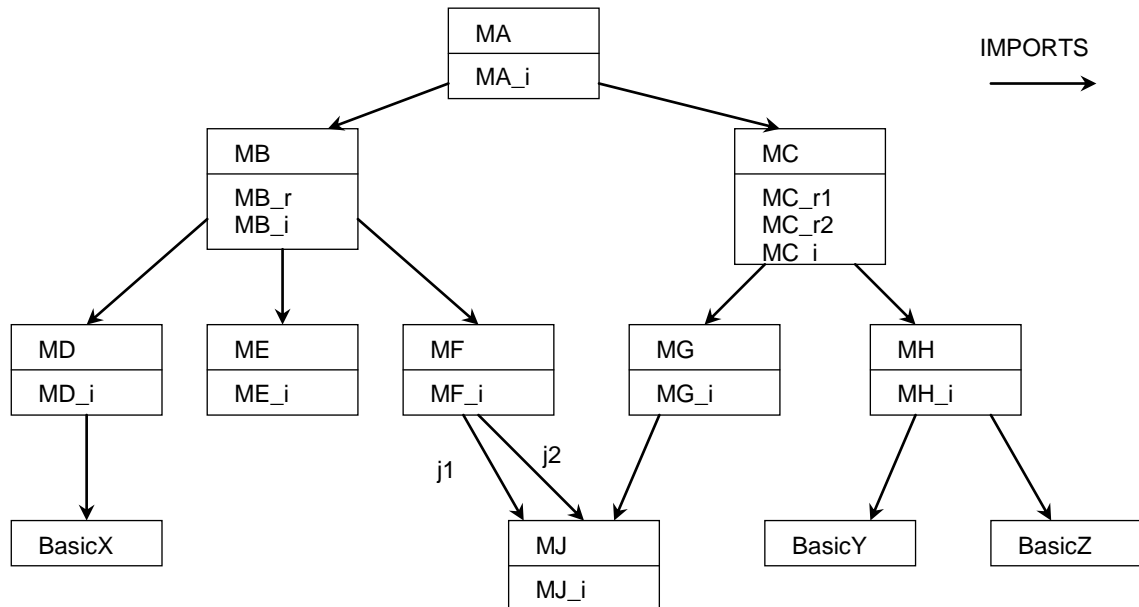 MA
IMPORTS
MA_i
MB
MC
MB_r
MB_i
MC_r1
MC_r2
MC_i
MD
ME
MF
MG
MH
MD_i
ME_i
MF_i
MG_i
MH_i
j1
j2
BasicX
MJ
BasicY
BasicZ
MJ_i